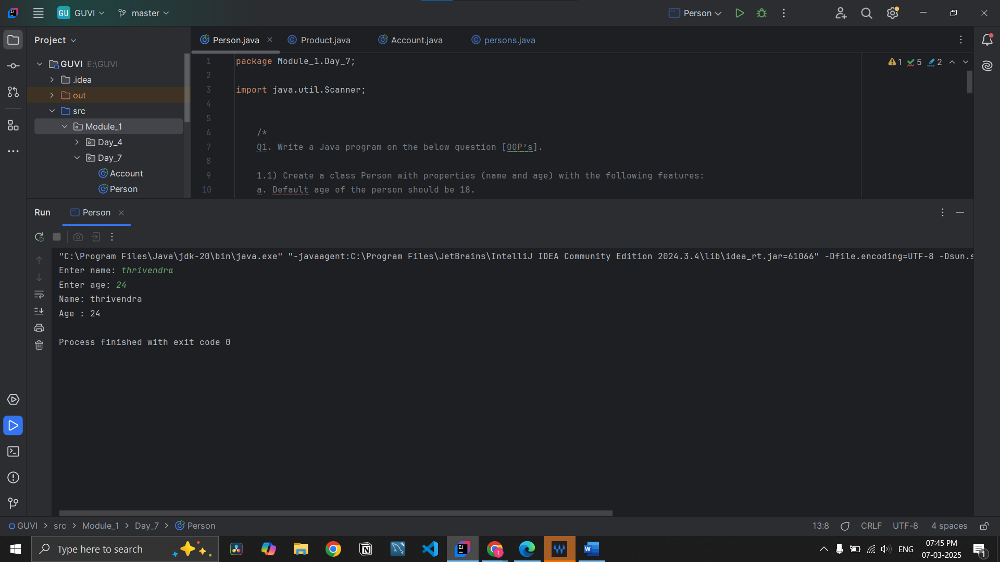 GU GUVI master Person
Project
Person.java Product.java Account.java persons.java
GUVI E:\GUVI
.idea
out
src
Module_1
Day_4
Day_7
Account
Person
1 package Module_1.Day_7;
2
3 import java.util.Scanner;
4
5
6 /*
7 Q1. Write a Java program on the below question [OOP's].
8
9 1.1) Create a class Person with properties (name and age) with the following features:
10 a. Default age of the person should be 18.
1 5 2
Run Person
"C:\Program Files\Java\jdk-20\bin\java.exe" "-javaagent:C:\Program Files\JetBrains\IntelliJ IDEA Community Edition 2024.3.4\lib\idea_rt.jar=61066" -Dfile.encoding=UTF-8 -Dsun.s
Enter name: thrivendra
Enter age: 24
Name: thrivendra
Age : 24
Process finished with exit code 0
GUVI > src > Module_1 > Day_7 > Person 13:8 CRLF UTF-8 4 spaces
Type here to search
ENG
07:45 PM
07-03-2025
1